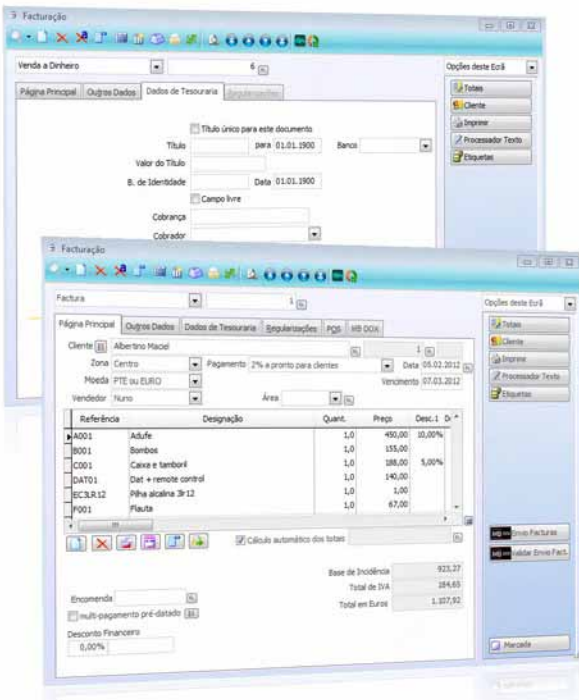 Facturação
Venda a Dinheiro 6
Opções deste Ecrã
Página Principal Outros Dados Dados de Tesouraria Regularizações
Totais
Cliente
Imprimir
Processador Texto
Etiquetas
Título único para este documento
Título para 01.01.1900 Banco
Valor do Título
B. de Identidade Data 01.01.1900
Campo livre
Cobrança
Cobrador
Facturação
Factura 1
Opções deste Ecrã
Página Principal Outros Dados Dados de Tesouraria Regularizações POS MB DOX
Totais
Cliente
Imprimir
Processador Texto
Etiquetas
Cliente Albertino Maciel 1
Zona Centro Pagamento 2% a pronto para clientes Data 06.02.2012
Moeda PTE ou EURO Vencimento 07.03.2012
Vendedor Nuno Área
Referência Designação Quant. Preço Desc.1
A001 Adufe 1,0 450,00 10,00%
B001 Bombos 1,0 155,00
C001 Caixa e tamboril 1,0 188,00 5,00%
DAT01 Dat + remote control 1,0 140,00
EC3LR12 Pilha alcalina 3lr12 1,0 1,00
F001 Flauta 1,0 67,00
Cálculo automático dos totais
Envio Facturas
Validar Envio Fact.
Base de Incidência 923,27
Total de IVA 184,65
Total em Euros 1.107,92
Encomenda
multi-pagamento pré-datado
Desconto Financeiro
0,00%
Mercado